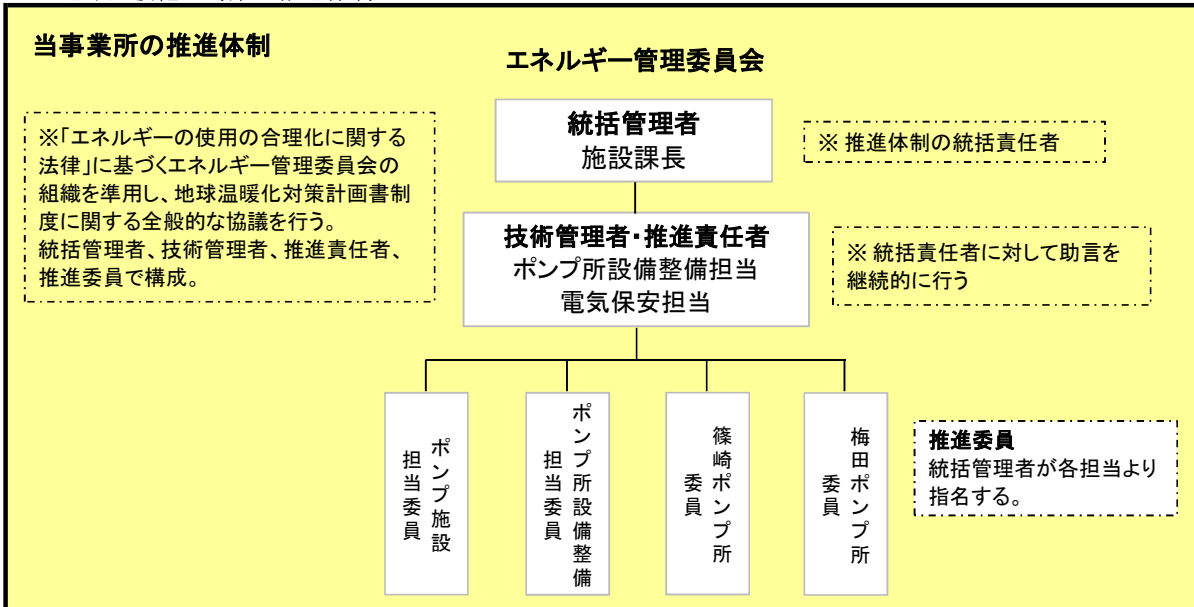 当事業所の推進体制
エネルギー管理委員会
※「エネルギーの使用の合理化に関する
法律」に基づくエネルギー管理委員会の
組織を準用し、地球温暖化対策計画書制
度に関する全般的な協議を行う。
統括管理者、技術管理者、推進責任者、
推進委員で構成。
統括管理者
施設課長
※ 推進体制の統括責任者
技術管理者・推進責任者
ポンプ所設備整備担当
電気保安担当
※ 統括責任者に対して助言を
継続的に行う
ポンプ施設
担当委員
ポンプ所設備整備
担当委員
篠崎ポンプ所
委員
梅田ポンプ所
委員
推進委員
統括管理者が各担当より
指名する。